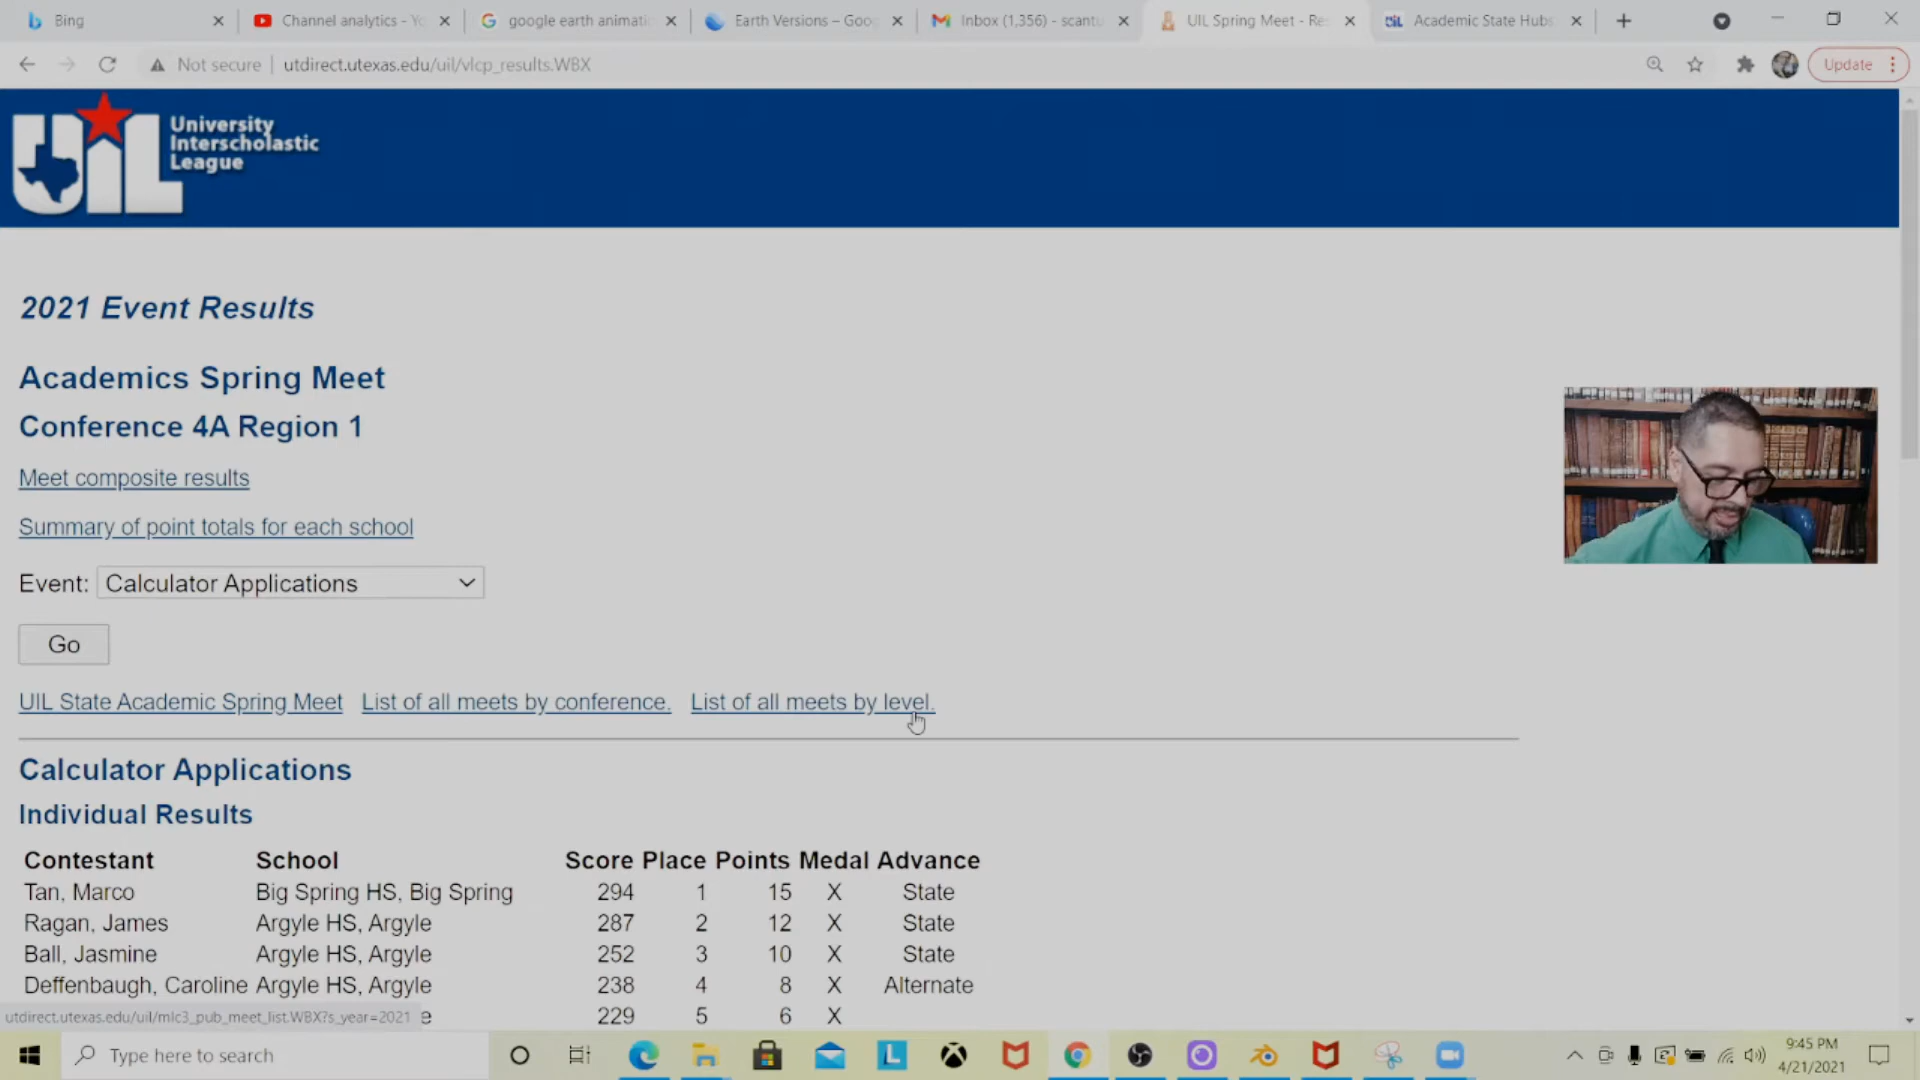 Bing
Channel analytics - Yo
google earth animati
Earth Versions – Goo
Inbox (1,356) - scantu
UIL Spring Meet - Re
Academic State Hubs
Not secure | utdirect.utexas.edu/uil/vlcp_results.WBX
Update
UIL
University
Interscholastic
League
2021 Event Results
Academics Spring Meet
Conference 4A Region 1
Meet composite results
Summary of point totals for each school
Event: Calculator Applications
Go
UIL State Academic Spring Meet List of all meets by conference. List of all meets by level.
Calculator Applications
Individual Results
Contestant School Score Place Points Medal Advance
Tan, Marco Big Spring HS, Big Spring 294 1 15 X State
Ragan, James Argyle HS, Argyle 287 2 12 X State
Ball, Jasmine Argyle HS, Argyle 252 3 10 X State
Deffenbaugh, Caroline Argyle HS, Argyle 238 4 8 X Alternate
e 229 5 6 X
utdirect.utexas.edu/uil/mlc3_pub_meet_list.WBX?s_year=2021
Type here to search
L
9:45 PM
4/21/2021